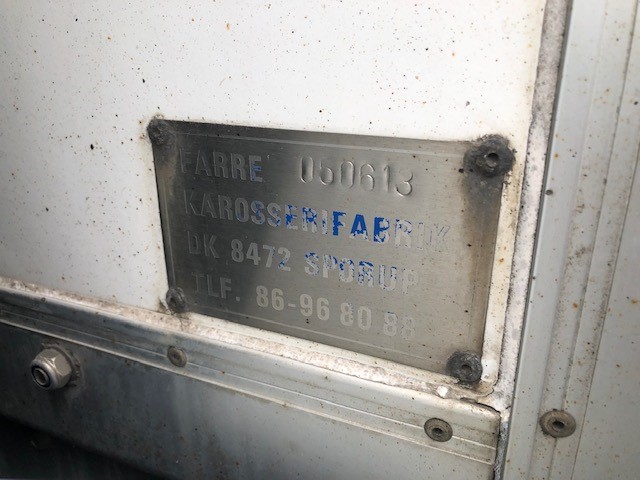 FARRE 050613
KAROSSERIFABRIK
DK 8472 SPORUP
TLF. 86-96 80 88